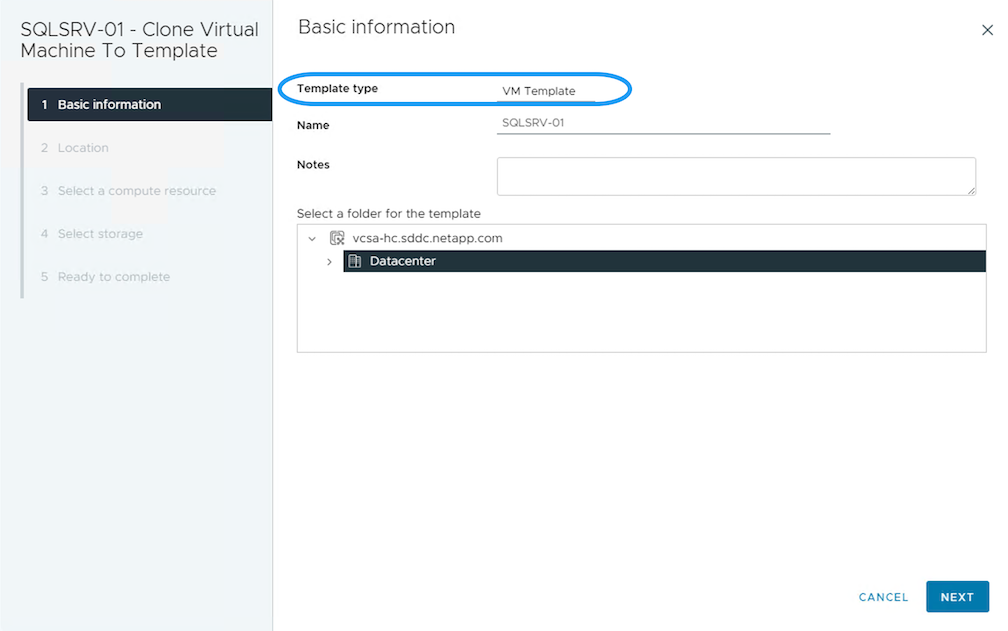 SQLSRV-01 - Clone Virtual
Machine To Template
1 Basic information
2 Location
3 Select a compute resource
4 Select storage
5 Ready to complete
Basic information
Template type VM Template
Name SQLSRV-01
Notes
Select a folder for the template
vcsa-hc.sddc.netapp.com
Datacenter
CANCEL NEXT